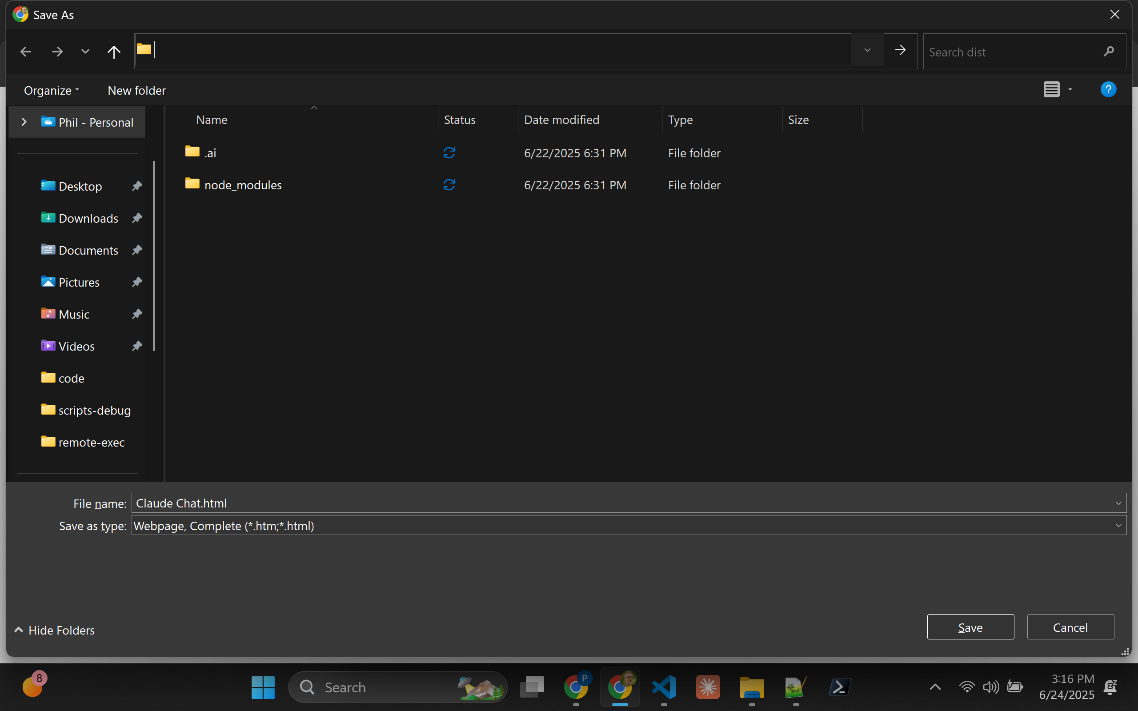 Save As
Search dist
Organize
New folder
Phil - Personal
Name
Status
Date modified
Type
Size
.ai
6/22/2025 6:31 PM
File folder
node_modules
6/22/2025 6:31 PM
File folder
Desktop
Downloads
Documents
Pictures
Music
Videos
code
scripts-debug
remote-exec
File name:
Claude Chat.html
Save as type:
Webpage, Complete (*.htm;*.html)
Hide Folders
Save
Cancel
8
Search
P
3:16 PM
6/24/2025